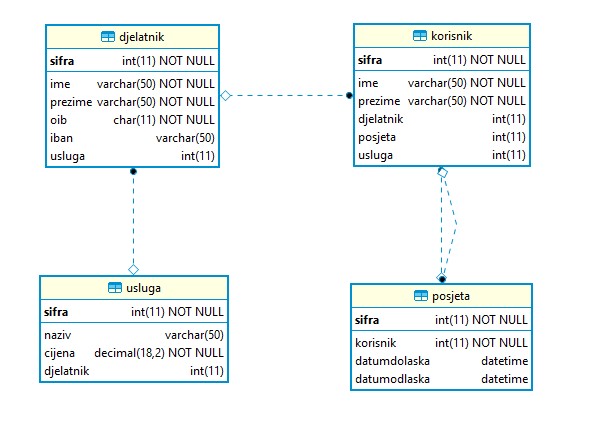 djelatnik
sifra int(11) NOT NULL
ime varchar(50) NOT NULL
prezime varchar(50) NOT NULL
oib char(11) NOT NULL
iban varchar(50)
usluga int(11)
korisnik
sifra int(11) NOT NULL
ime varchar(50) NOT NULL
prezime varchar(50) NOT NULL
djelatnik int(11)
posjeta int(11)
usluga int(11)
usluga
sifra int(11) NOT NULL
naziv varchar(50)
cijena decimal(18,2) NOT NULL
djelatnik int(11)
posjeta
sifra int(11) NOT NULL
korisnik int(11) NOT NULL
datumdolaska datetime
datumodlaska datetime